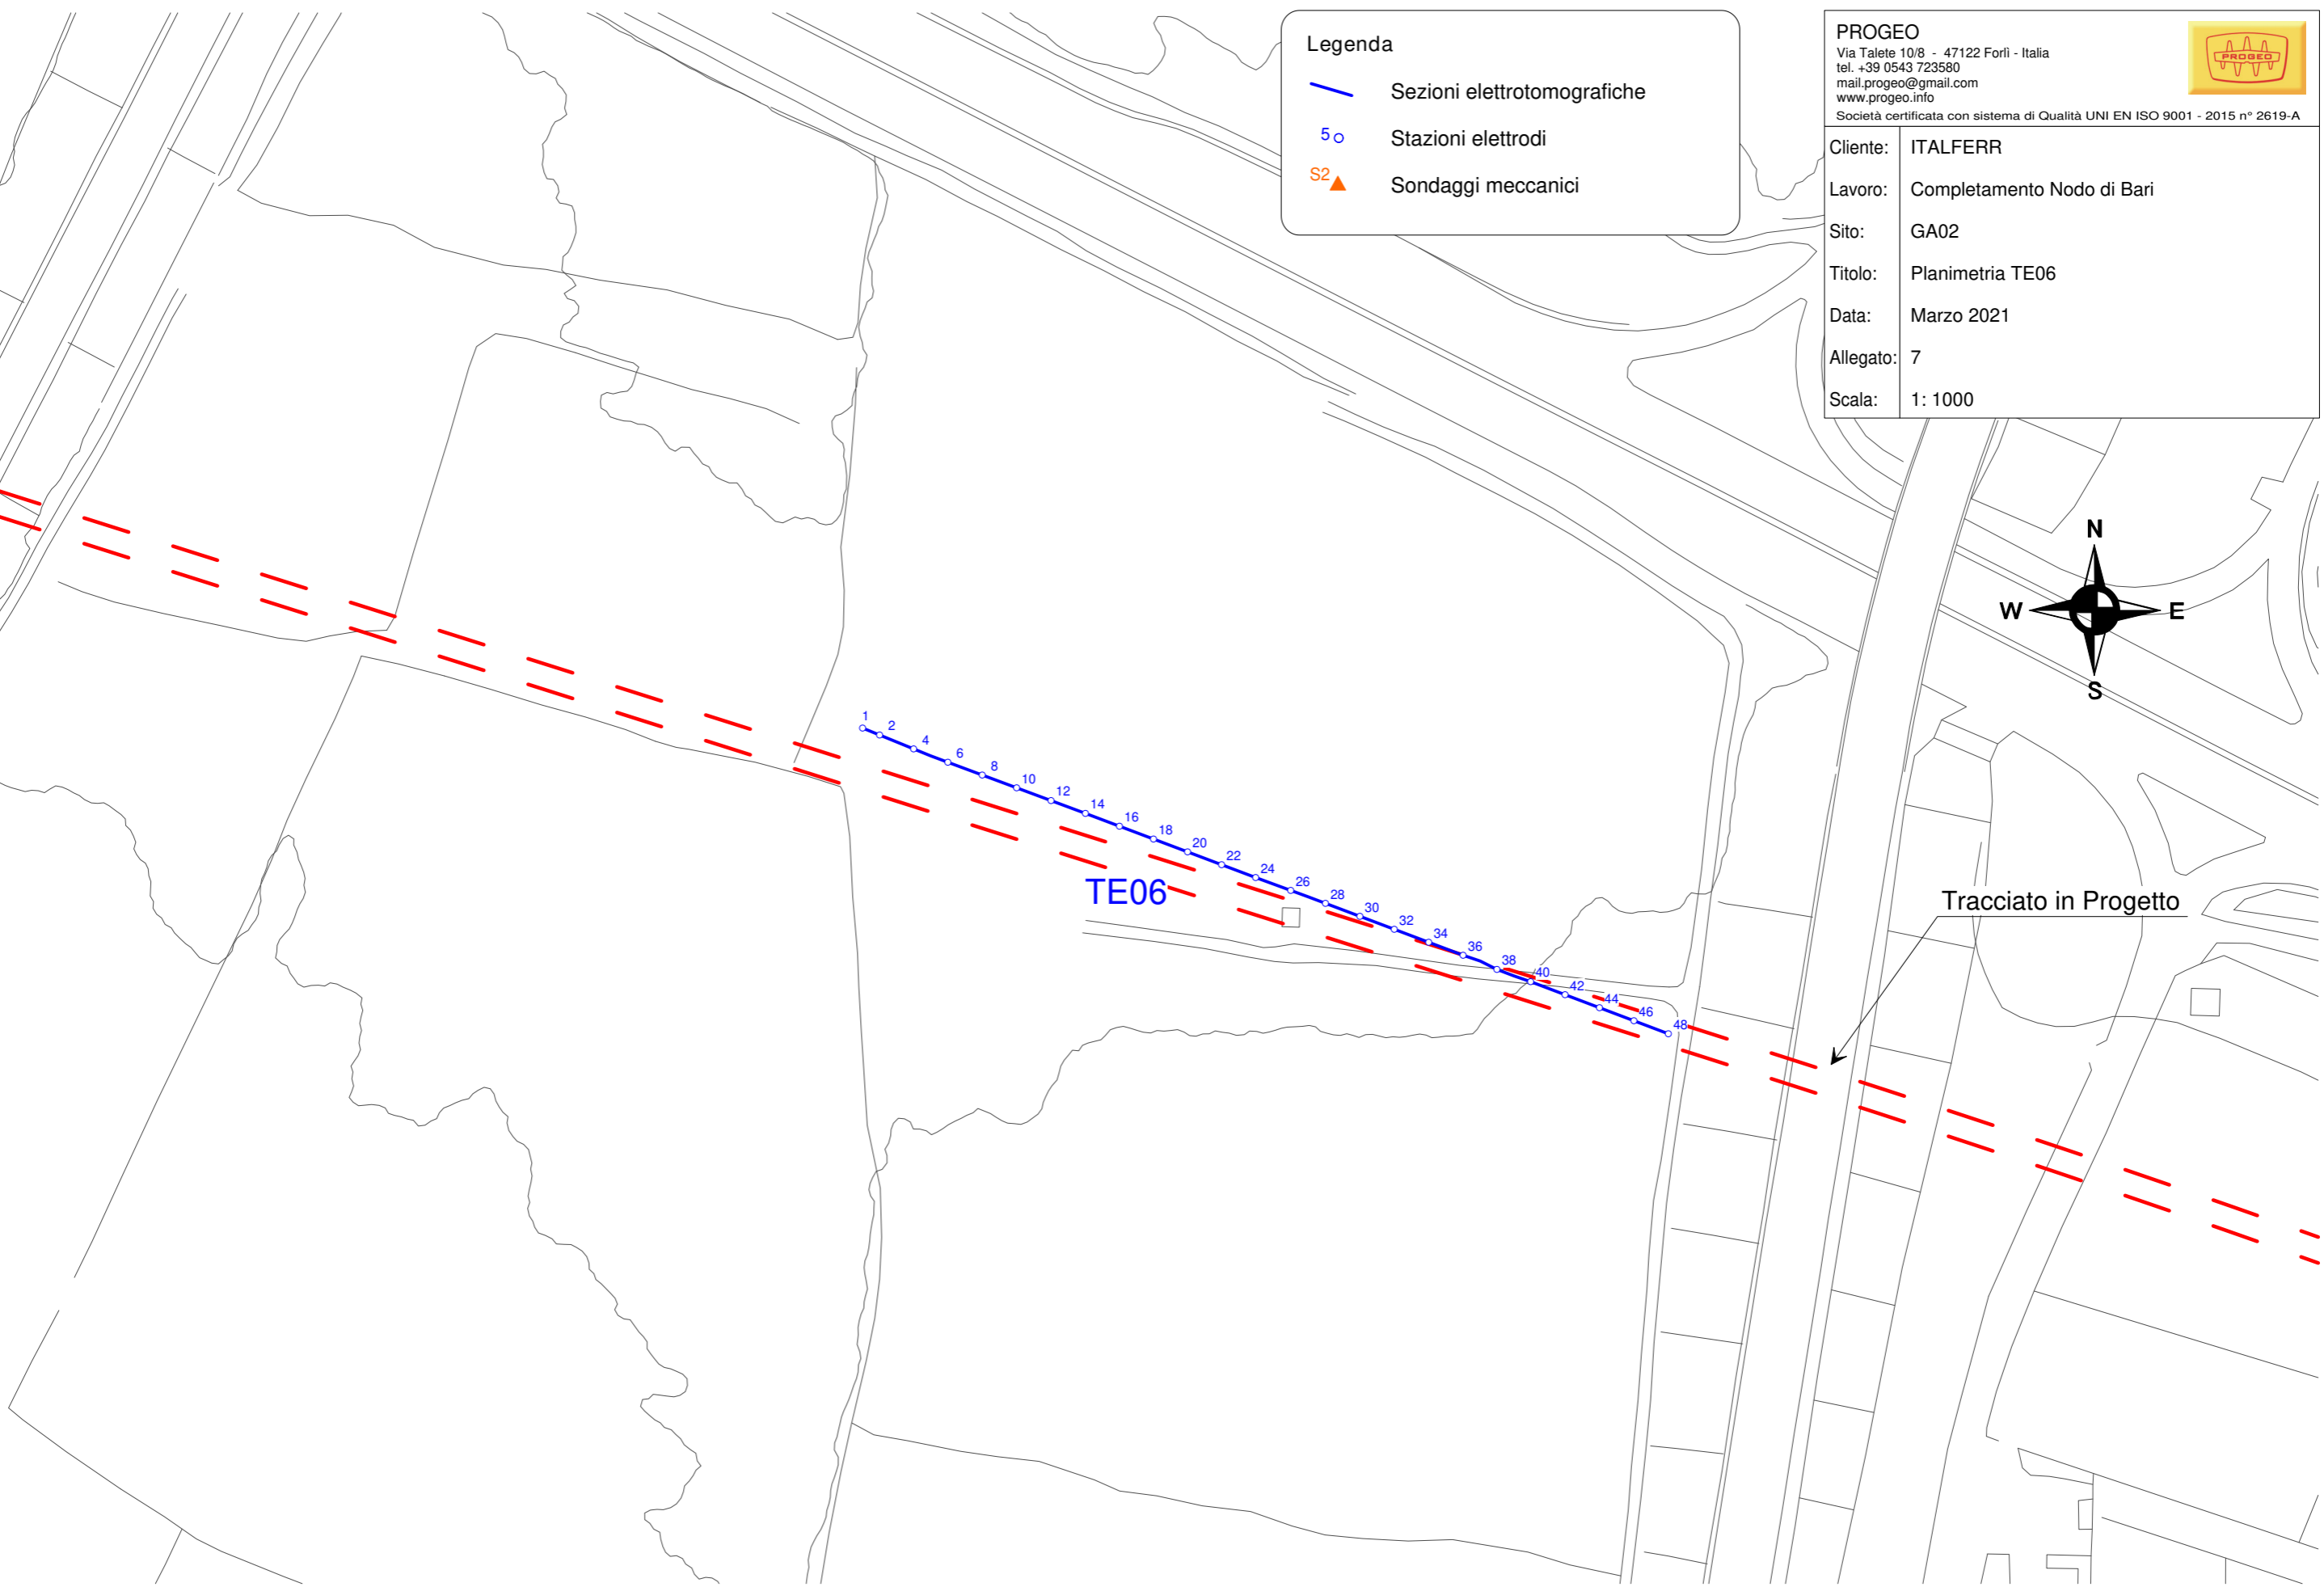 Legenda
Sezioni elettrotomografiche
5 Stazioni elettrodi
S2 Sondaggi meccanici
PROGEO
Via Talete 10/8 - 47122 Forlì - Italia
tel. +39 0543 723580
mail.progeo@gmail.com
www.progeo.info
PROGEO
Società certificata con sistema di Qualità UNI EN ISO 9001 - 2015 n° 2619-A
Cliente: ITALFERR
Lavoro: Completamento Nodo di Bari
Sito: GA02
Titolo: Planimetria TE06
Data: Marzo 2021
Allegato: 7
Scala: 1: 1000
N
W E
S
1
2
4
6
8
10
12
14
16
18
20
22
24
26
28
30
32
34
36
38
40
42
44
46
48
TE06
Tracciato in Progetto